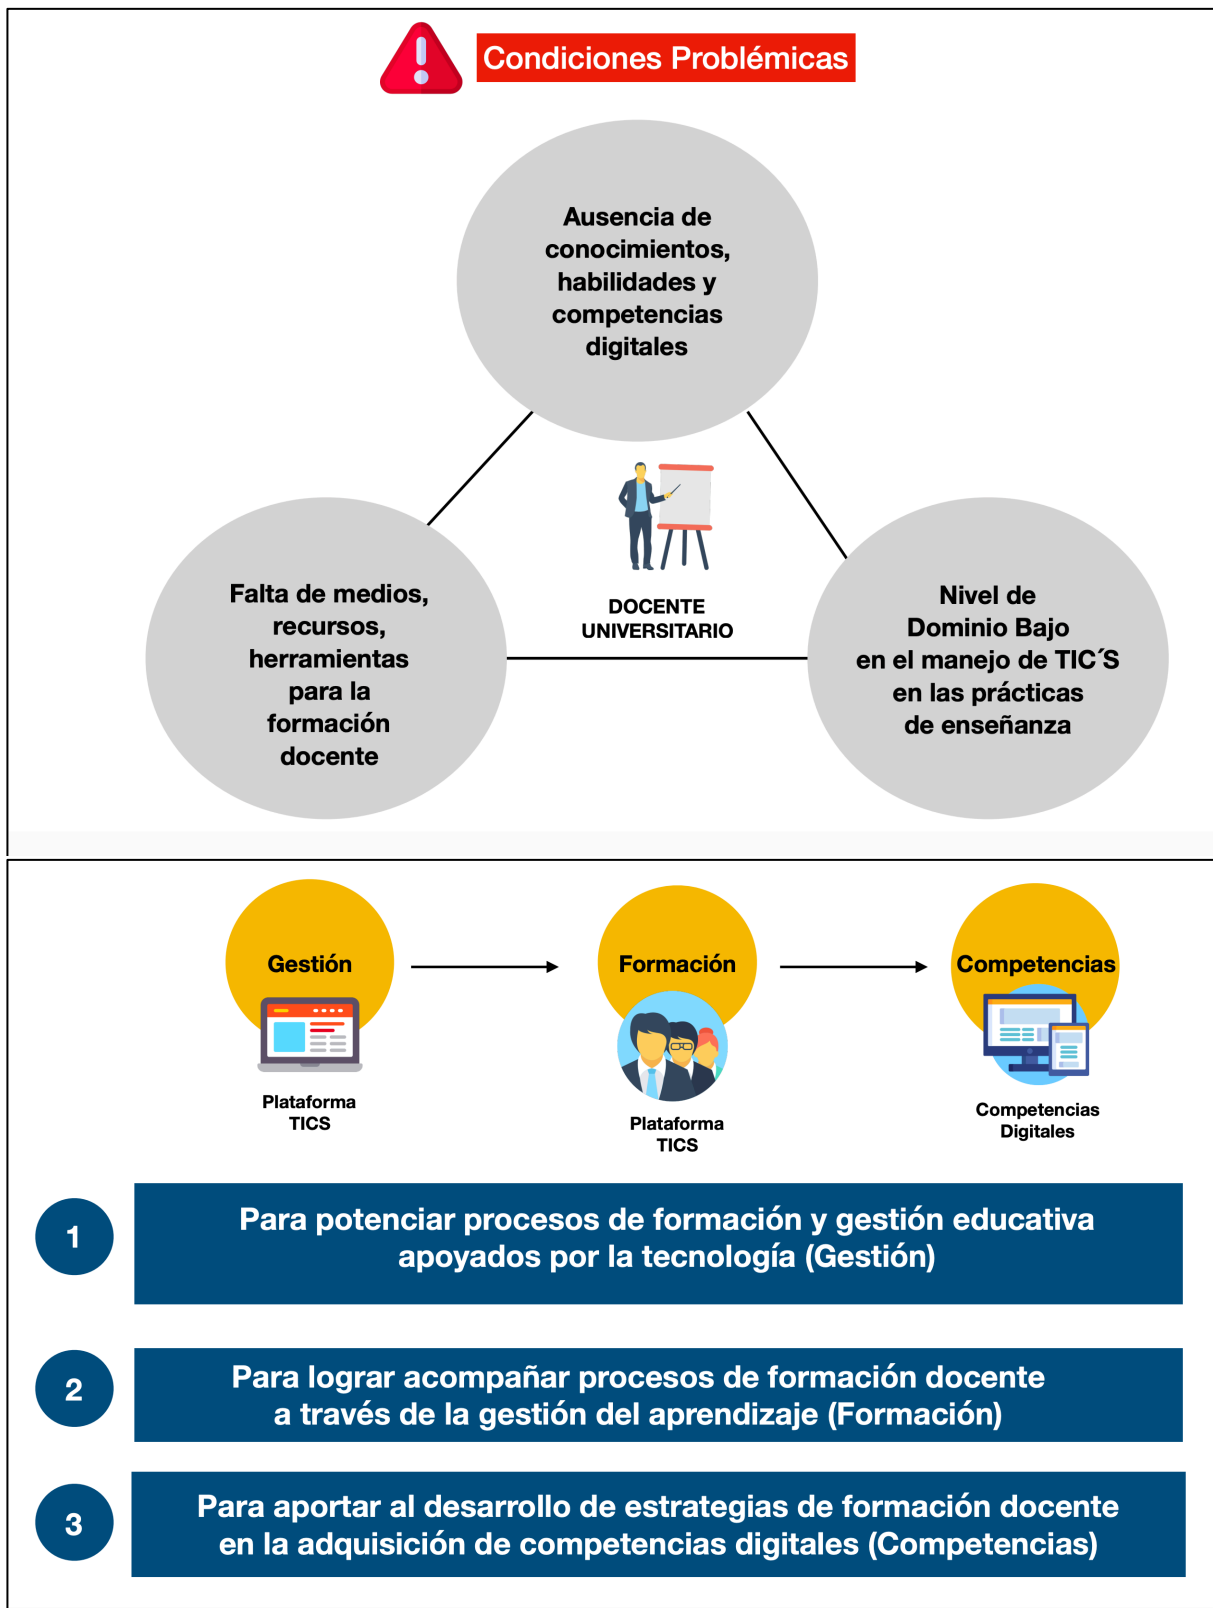 Condiciones Problémicas
Ausencia de
conocimientos,
habilidades y
competencias
digitales
Falta de medios,
recursos,
herramientas
para la
formación
docente
DOCENTE
UNIVERSITARIO
Nivel de
Dominio Bajo
en el manejo de TIC´S
en las prácticas
de enseñanza
Gestión
Plataforma
TICS
Formación
Plataforma
TICS
Competencias
Competencias
Digitales
1
Para potenciar procesos de formación y gestión educativa
apoyados por la tecnología (Gestión)
2
Para lograr acompañar procesos de formación docente
a través de la gestión del aprendizaje (Formación)
3
Para aportar al desarrollo de estrategias de formación docente
en la adquisición de competencias digitales (Competencias)